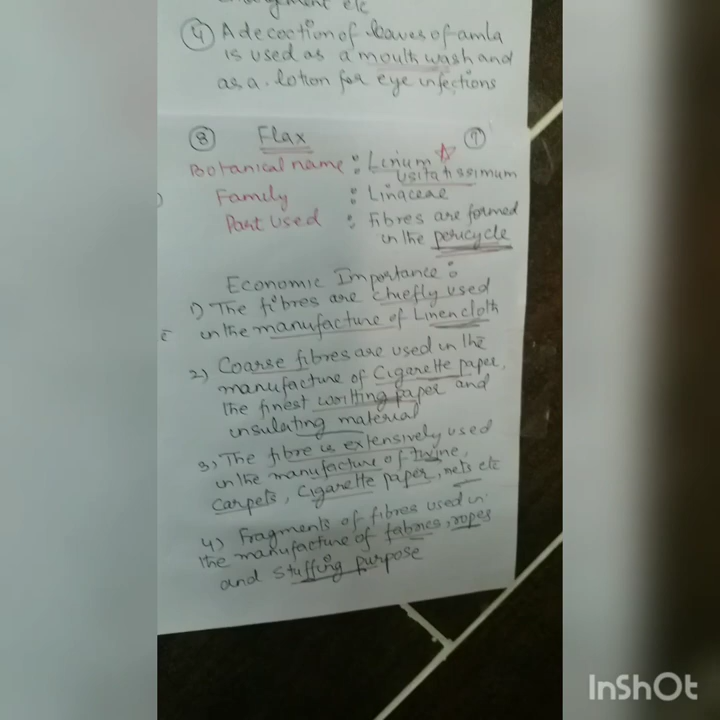 etc
④ A decoction of leaves of amla
is used as a mouth wash and
as a lotion for eye infections
⑧ Flax ⑨
Botanical name : Linum
usitatissimum
Family : Linaceae
Part used : Fibres are formed
in the pericycle
Economic Importance :
1) The fibres are chiefly used
in the manufacture of Linen cloth
2) Coarse fibres are used in the
manufacture of Cigarette paper,
the finest writting paper and
insulating material
3) The fibre is extensively used
in the manufacture of twine,
carpets, Cigarette paper, nets etc
4) Fragments of fibres used in
the manufacture of fabrics, ropes
and stuffing purpose
InShOt